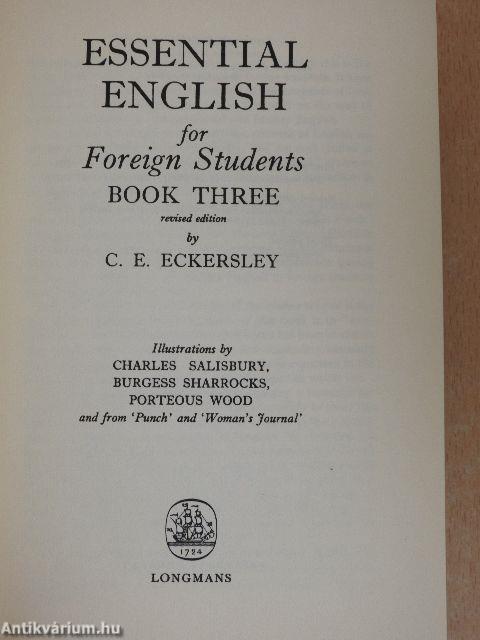 ESSENTIAL
ENGLISH
for
Foreign Students
BOOK THREE
revised edition
by
C. E. ECKERSLEY
Illustrations by
CHARLES SALISBURY,
BURGESS SHARROCKS,
PORTEOUS WOOD
and from 'Punch' and 'Woman's Journal'
1724
LONGMANS
Antikvárium.hu